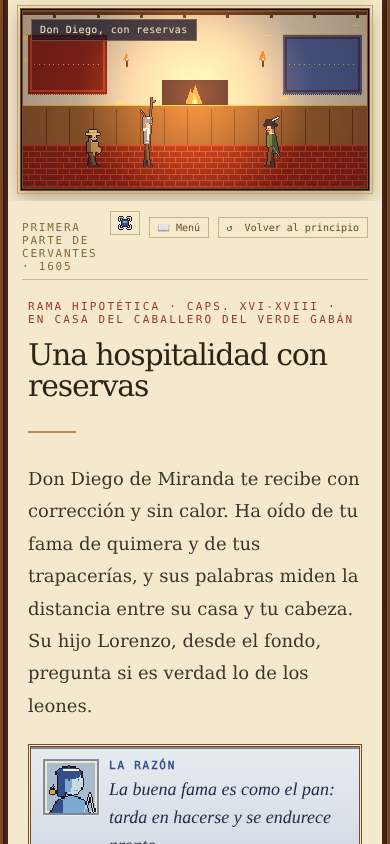 Don Diego, con reservas
PRIMERA
PARTE DE
CERVANTES
· 1605
📖 Menú
↺ Volver al principio
RAMA HIPOTÉTICA · CAPS. XVI-XVIII ·
EN CASA DEL CABALLERO DEL VERDE GABÁN
Una hospitalidad con
reservas
Don Diego de Miranda te recibe con
corrección y sin calor. Ha oído de tu
fama de quimera y de tus
trapacerías, y sus palabras miden la
distancia entre su casa y tu cabeza.
Su hijo Lorenzo, desde el fondo,
pregunta si es verdad lo de los
leones.
LA RAZÓN
La buena fama es como el pan:
tarda en hacerse y se endurece